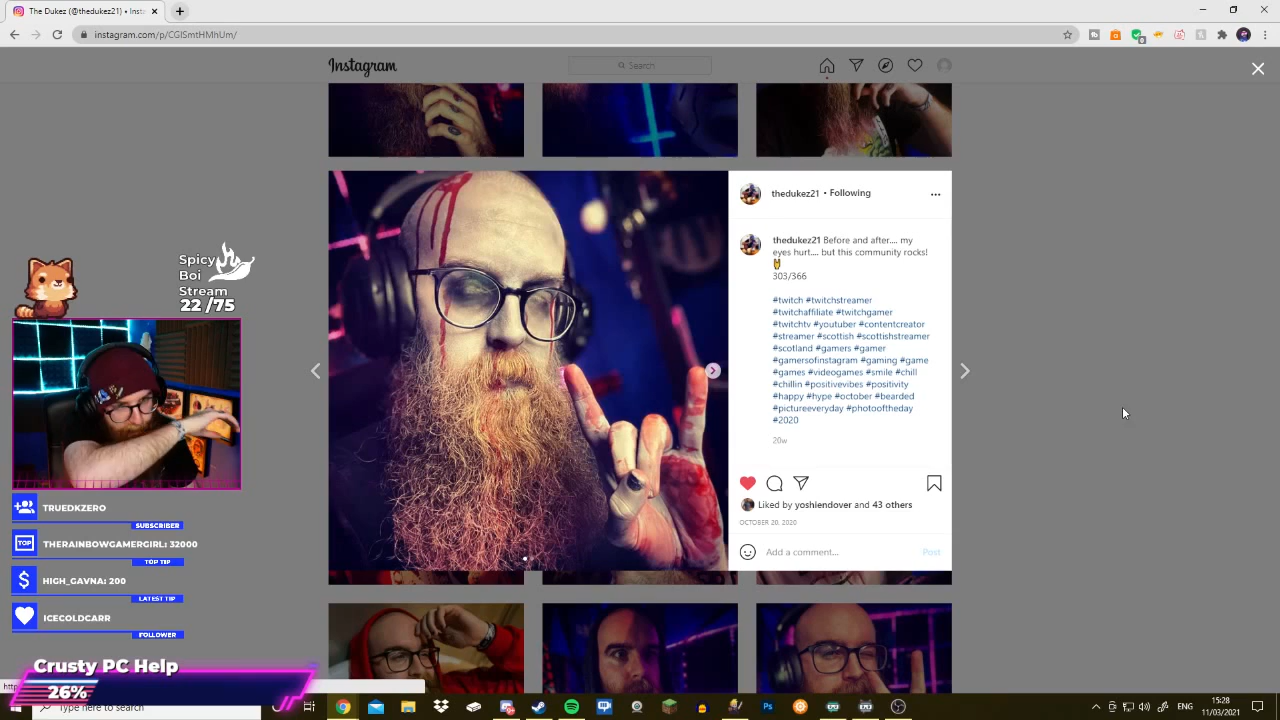 The Dukez (@thedukez21) • Inst
15:28
instagram.com/p/CGlSmtHMhUm/
Instagram
Search
thedukez21 • Following
thedukez21 Before and after.... my
eyes hurt.... but this community rocks!
303/366
#twitch #twitchstreamer
#twitchaffiliate #twitchgamer
#twitchtv #youtuber #contentcreator
#streamer #scottish #scottishstreamer
#scotland #gamers #gamer
#gamersofinstagram #gaming #game
#games #videogames #smile #chill
#chillin #positivevibes #positivity
#happy #hype #october #bearded
#pictureeveryday #photooftheday
#2020
20w
Liked by yoshiendover and 43 others
OCTOBER 20, 2020
Add a comment...
Post
Spicy
Boi
Stream
22 /75
TRUEDKZERO
SUBSCRIBER
TOP
THERAINBOWGAMERGIRL: 32000
TOP TIP
HIGH_GAVNA: 200
LATEST TIP
ICECOLDCARR
FOLLOWER
Crusty PC Help
26%
Type here to search
ENG
15:28
11/03/2021